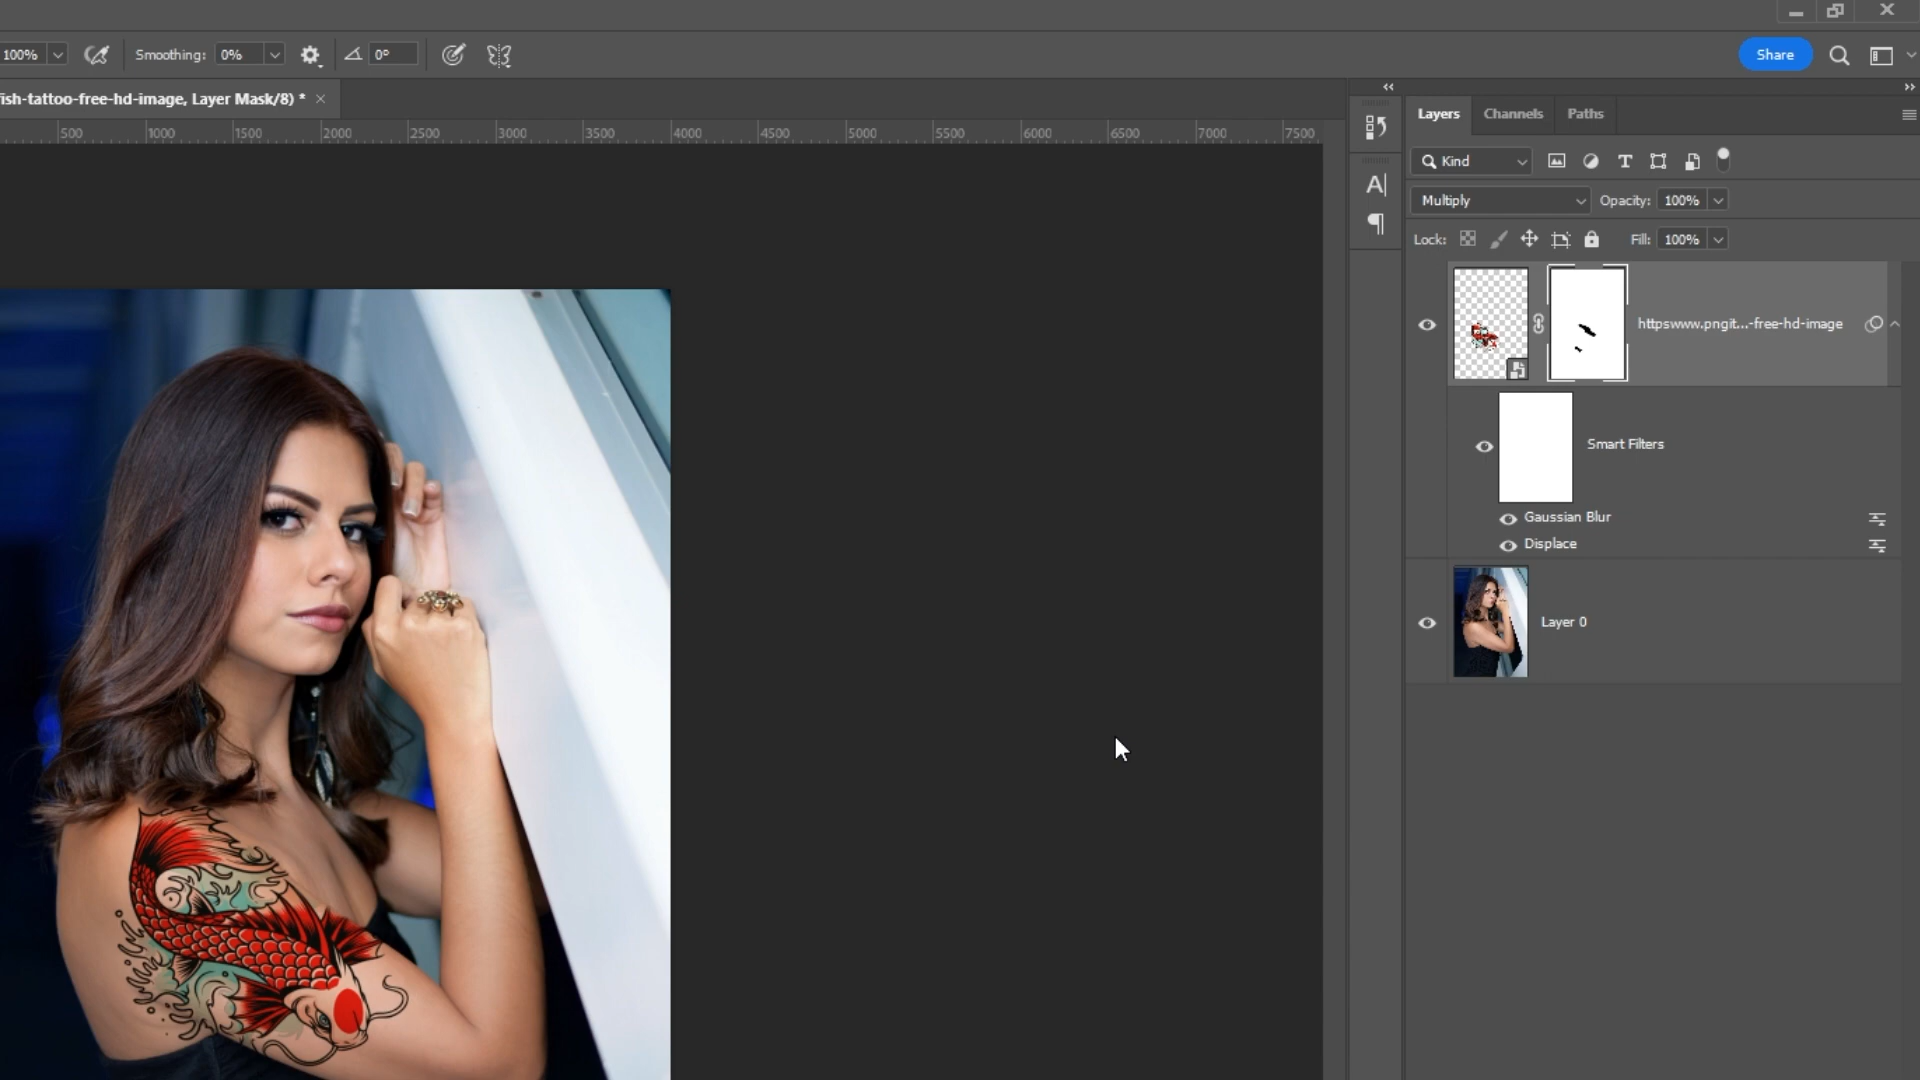 100%
Smoothing: 0%
0°
Share
ish-tattoo-free-hd-image, Layer Mask/8) *
500 1000 1500 2000 2500 3000 3500 4000 4500 5000 5500 6000 6500 7000 7500
Layers Channels Paths
Kind
Multiply Opacity: 100%
Lock: Fill: 100%
httpswww.pngit...-free-hd-image
Smart Filters
Gaussian Blur
Displace
Layer 0